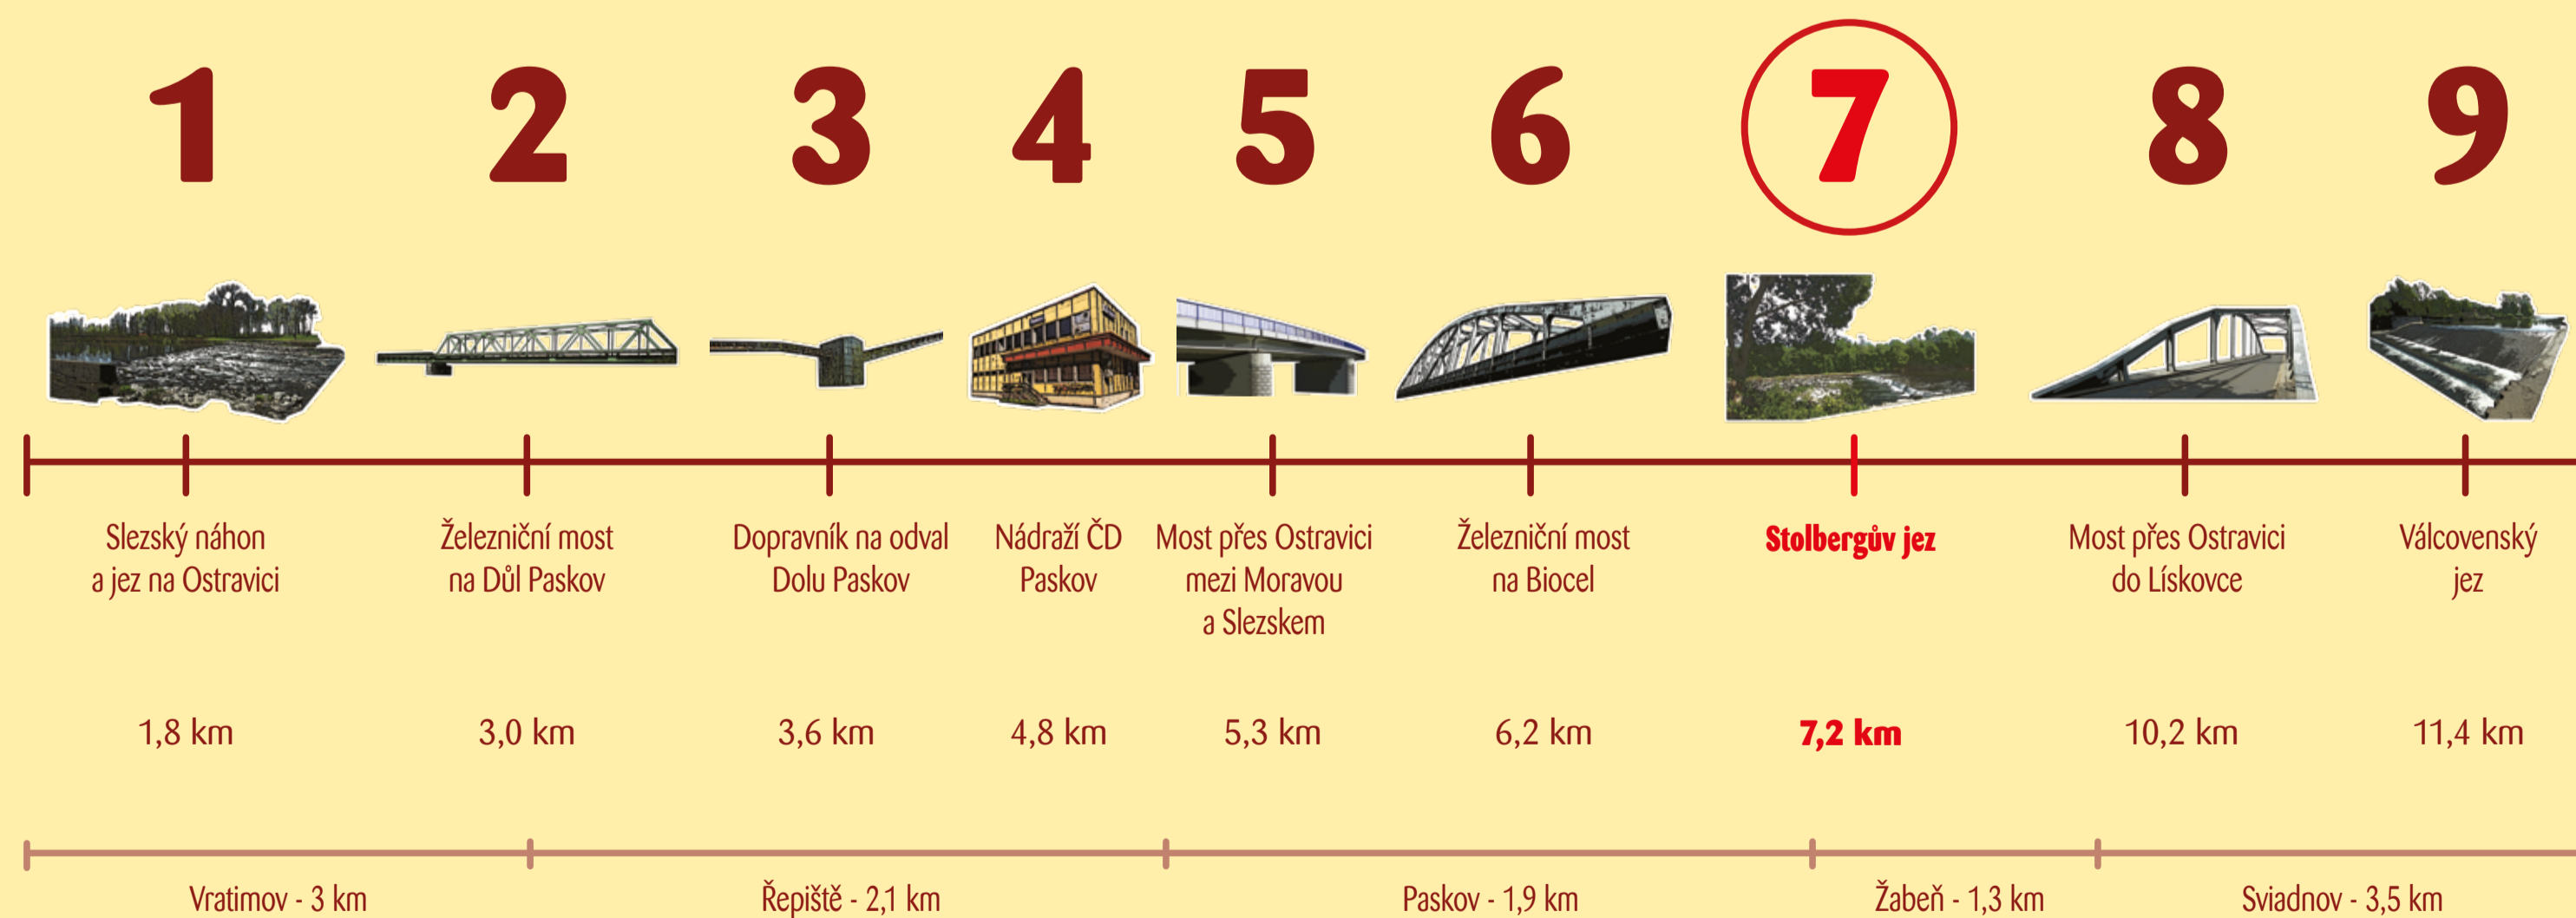 1 2 3 4 5 6 7 8 9
Slezský náhon
a jez na Ostravici
Železniční most
na Důl Paskov
Dopravník na odval
Dolu Paskov
Nádraží ČD
Paskov
Most přes Ostravici
mezi Moravou
a Slezskem
Železniční most
na Biocel
Stolbergův jez
Most přes Ostravici
do Lískovce
Válcovenský
jez
1,8 km 3,0 km 3,6 km 4,8 km 5,3 km 6,2 km 7,2 km 10,2 km 11,4 km
Vratimov - 3 km Řepiště - 2,1 km Paskov - 1,9 km Žabeň - 1,3 km Sviadnov - 3,5 km